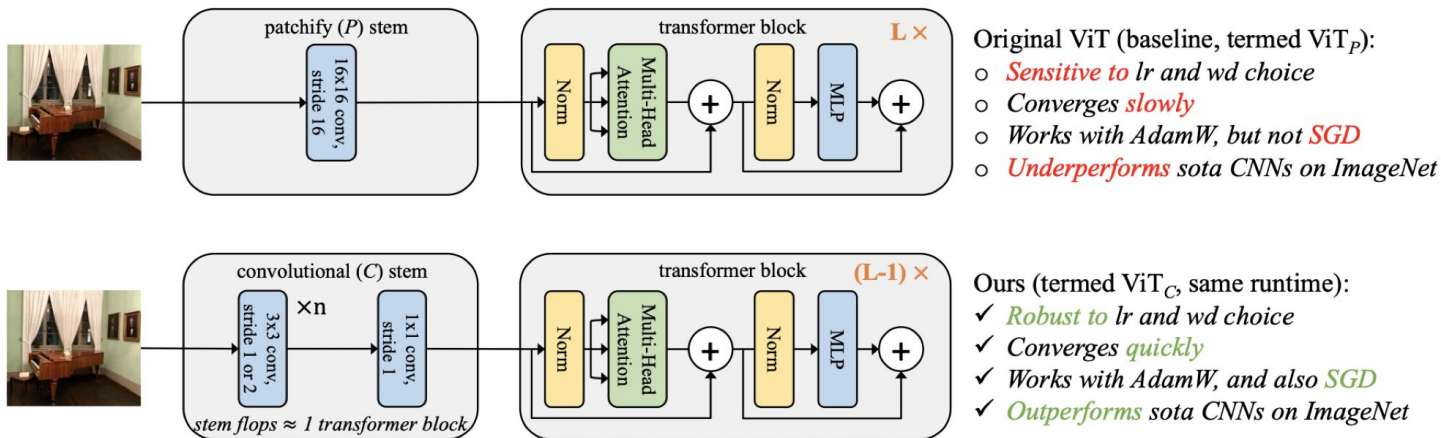 patchify (P) stem
16x16 conv,
stride 16
transformer block
L ×
Norm
Multi-Head
Attention
+
Norm
MLP
+
Original ViT (baseline, termed ViT_P):
Sensitive to lr and wd choice
Converges slowly
Works with AdamW, but not SGD
Underperforms sota CNNs on ImageNet
convolutional (C) stem
3x3 conv,
stride 1 or 2
×n
1x1 conv,
stride 1
stem flops ≈ 1 transformer block
transformer block
(L-1) ×
Norm
Multi-Head
Attention
+
Norm
MLP
+
Ours (termed ViT_C, same runtime):
✓ Robust to lr and wd choice
✓ Converges quickly
✓ Works with AdamW, and also SGD
✓ Outperforms sota CNNs on ImageNet